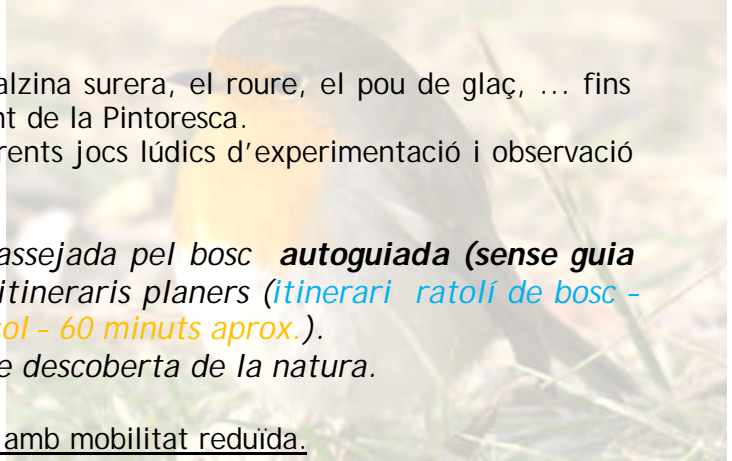 alzina surera, el roure, el pou de glaç, ... fins
nt de la Pintoresca.
rents jocs lúdics d'experimentació i observació
assejada pel bosc autoguiada (sense guia
itineraris planers (itinerari ratolí de bosc –
sol – 60 minuts aprox.).
e descoberta de la natura.
amb mobilitat reduïda.